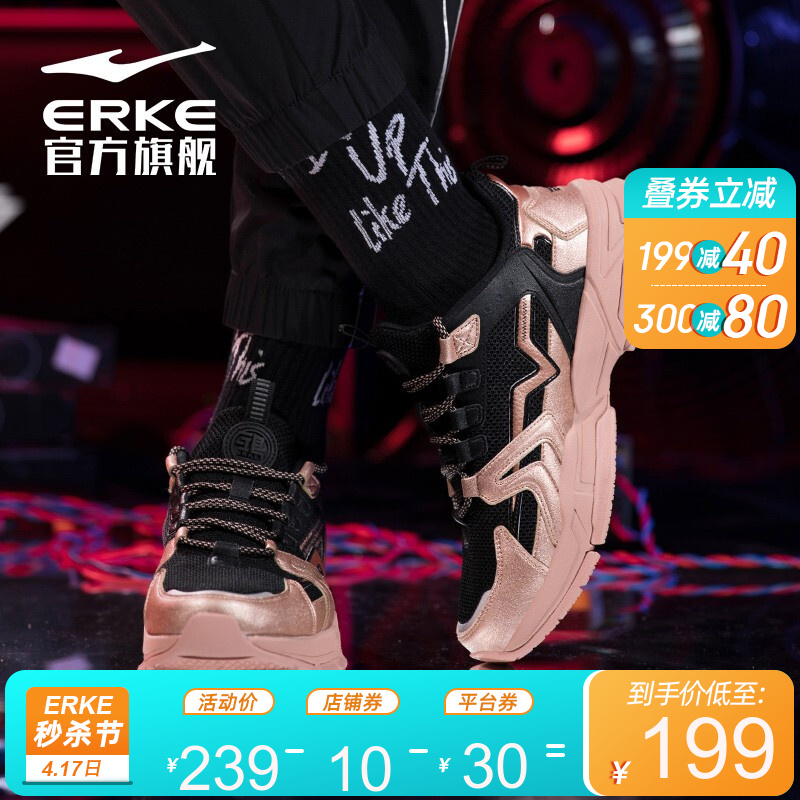 ERKE
官方旗舰
UP
Like This
This
叠券立减
199减40
300减80
ERKE
秒杀节
4.17日
活动价
店铺券
平台券
到手价低至:
¥239-10-¥30=¥199